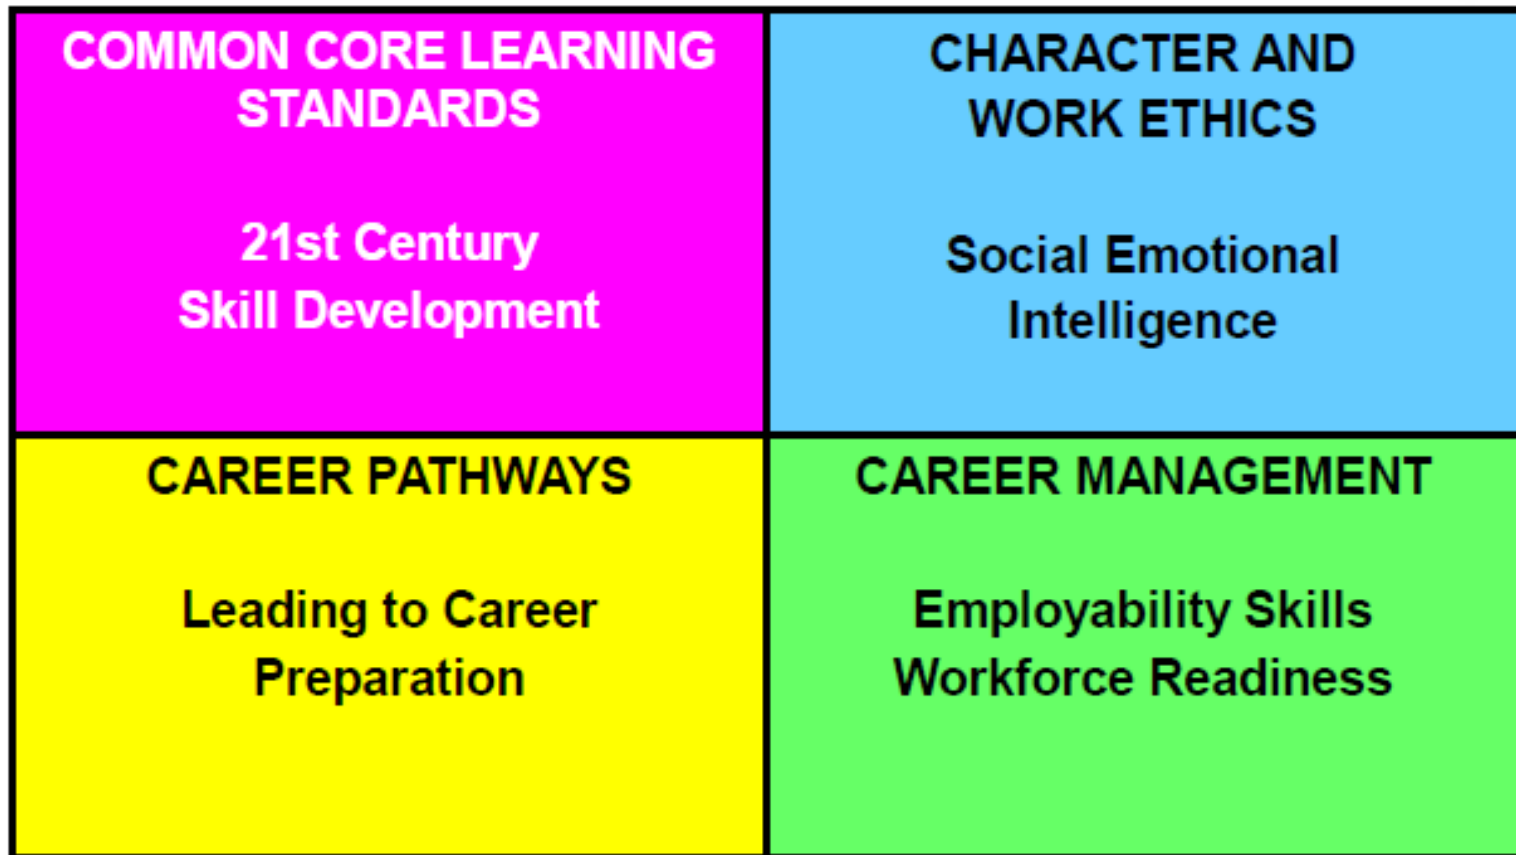 COMMON CORE LEARNING
STANDARDS
21st Century
Skill Development
CHARACTER AND
WORK ETHICS
Social Emotional
Intelligence
CAREER PATHWAYS
Leading to Career
Preparation
CAREER MANAGEMENT
Employability Skills
Workforce Readiness